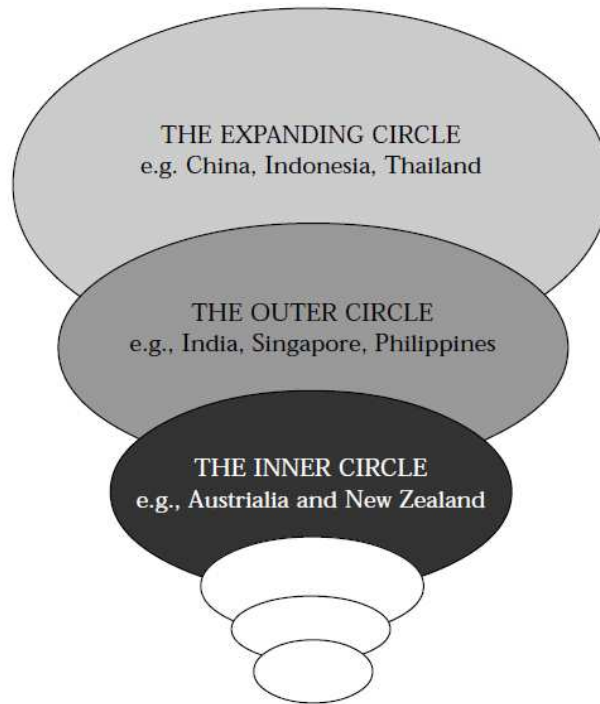 THE EXPANDING CIRCLE
e.g. China, Indonesia, Thailand
THE OUTER CIRCLE
e.g., India, Singapore, Philippines
THE INNER CIRCLE
e.g., Austrialia and New Zealand